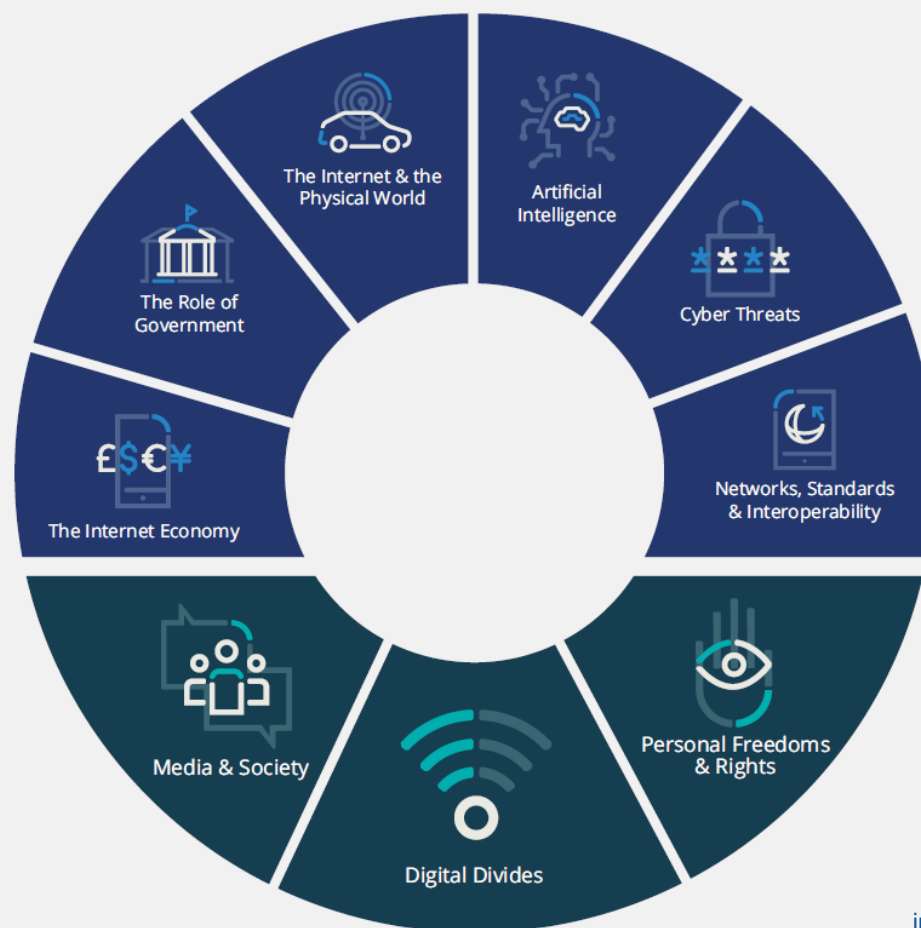 The Internet & the
Physical World
Artificial
Intelligence
The Role of
Government
Cyber Threats
£$€¥
* * * *
The Internet Economy
Networks, Standards
& Interoperability
Media & Society
Personal Freedoms
& Rights
Digital Divides